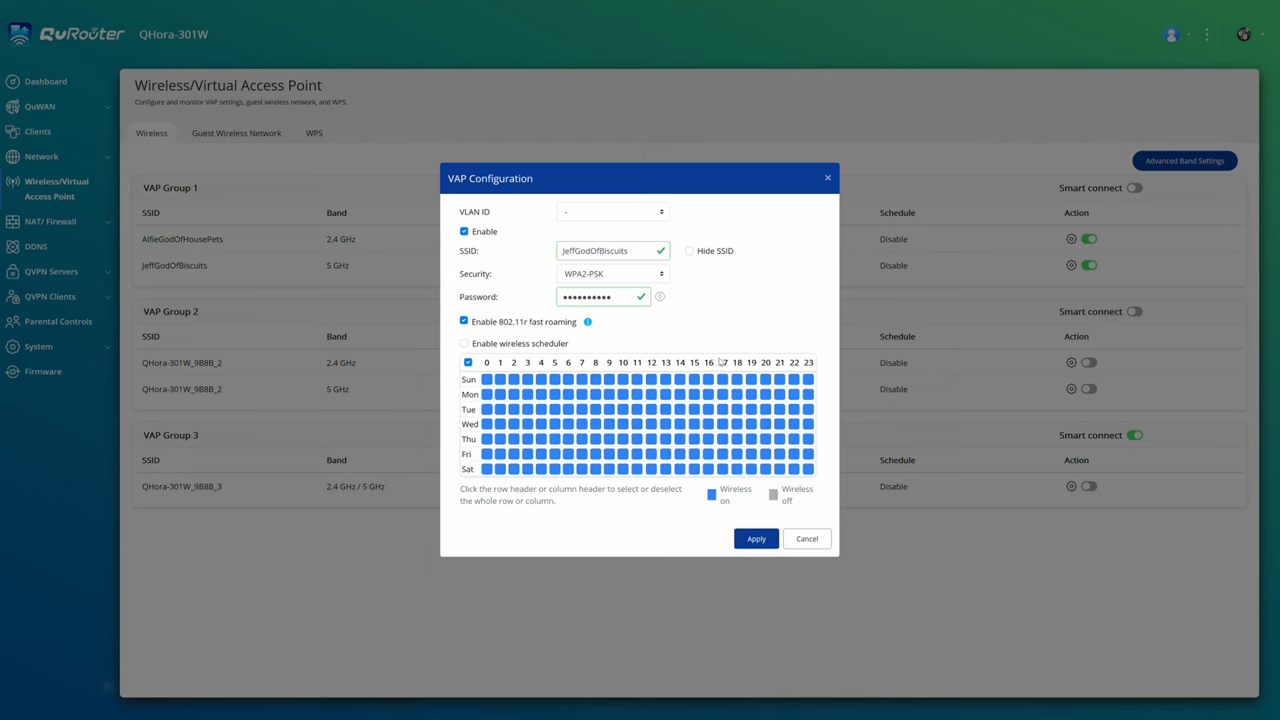 QuRouter QHora-301W
Dashboard
QuWAN
Clients
Network
Wireless/Virtual
Access Point
NAT/ Firewall
DDNS
QVPN Servers
QVPN Clients
Parental Controls
System
Firmware
Wireless/Virtual Access Point
Configure and monitor VAP settings, guest wireless network, and WPS.
Wireless Guest Wireless Network WPS
Advanced Band Settings
VAP Group 1 Smart connect
SSID Band Schedule Action
AlfieGodOfHousePets 2.4 GHz Disable
JeffGodOfBiscuits 5 GHz Disable
VAP Group 2 Smart connect
SSID Band Schedule Action
QHora-301W_9B8B_2 2.4 GHz Disable
QHora-301W_9B8B_2 5 GHz Disable
VAP Group 3 Smart connect
SSID Band Schedule Action
QHora-301W_9B8B_3 2.4 GHz / 5 GHz Disable
VAP Configuration ×
VLAN ID -
Enable
SSID: JeffGodOfBiscuits Hide SSID
Security: WPA2-PSK
Password: ••••••••••
Enable 802.11r fast roaming
Enable wireless scheduler
0 1 2 3 4 5 6 7 8 9 10 11 12 13 14 15 16 17 18 19 20 21 22 23
Sun
Mon
Tue
Wed
Thu
Fri
Sat
Click the row header or column header to select or deselect
the whole row or column.
Wireless
on
Wireless
off
Apply Cancel